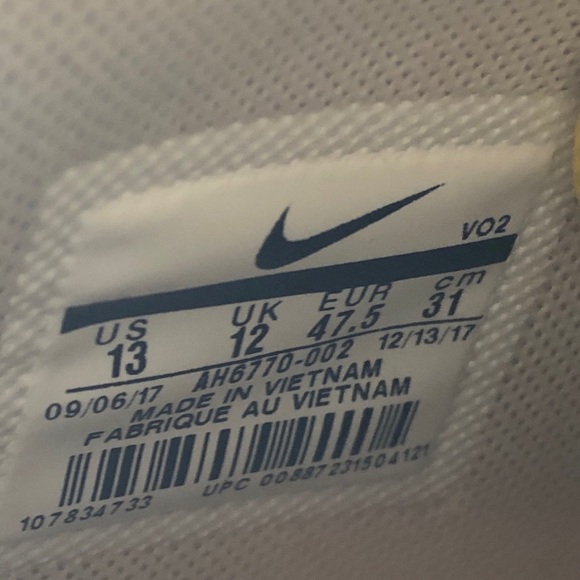 VO2
US UK EUR cm
13 12 47.5 31
09/06/17 AH6770-002 12/13/17
MADE IN VIETNAM
FABRIQUE AU VIETNAM
107834733 UPC 00887231504121